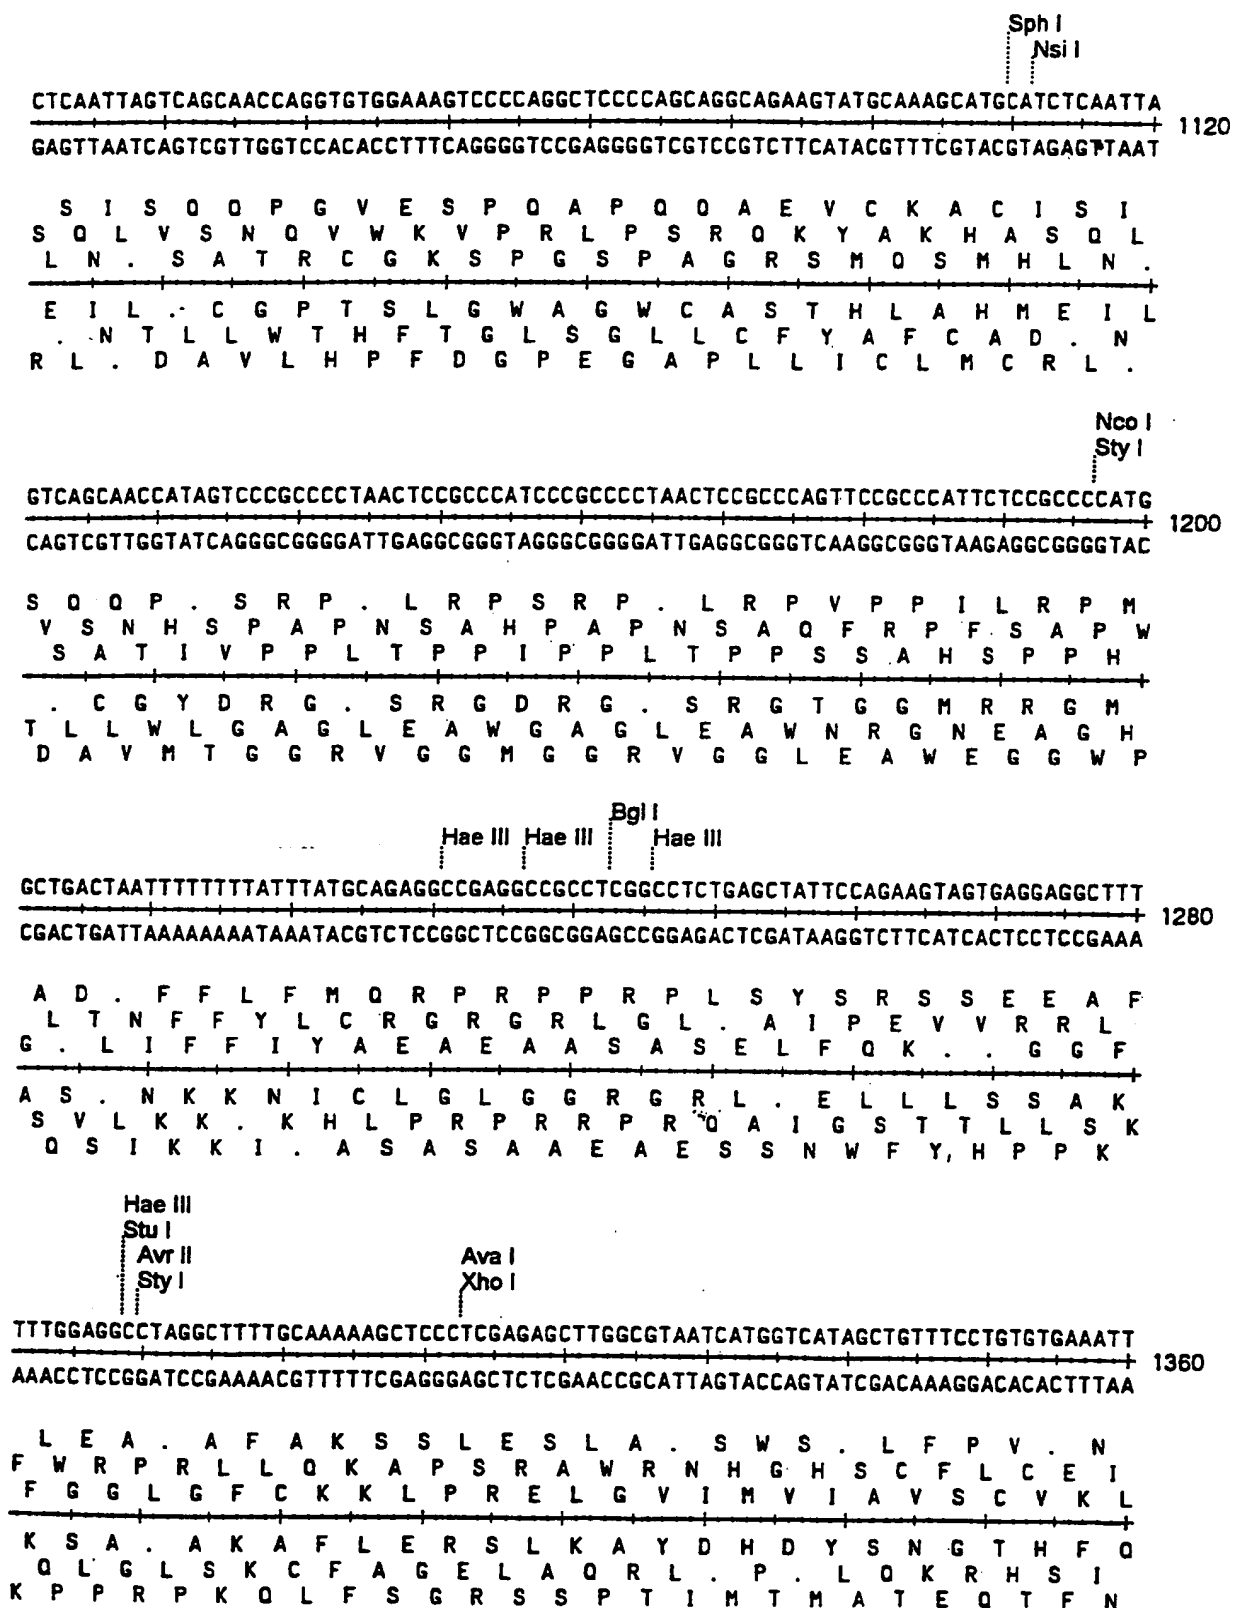 Sph I
Nsi I
CTCAATTAGTCAGCAACCAGGTGTGGAAAGTCCCCAGGCTCCCCAGCAGGCAGAAGTATGCAAAGCATGCATCTCAATTA
1120
GAGTTAATCAGTCGTTGGTCCACACCTTTCAGGGGTCCGAGGGGTCGTCCGTCTTCATACGTTTCGTACGTAGAGTTAAT
S I S Q Q P G V E S P Q A P Q Q A E V C K A C I S I
S Q L V S N Q V W K V P R L P S R Q K Y A K H A S Q L
L N . S A T R C G K S P G S P A G R S M Q S M H L N .
E I L . C G P T S L G W A G W C A S T H L A H M E I L
. N T L L W T H F T G L S G L L C F Y A F C A D . N
R L . D A V L H P F D G P E G A P L L I C L M C R L .
Nco I
Sty I
GTCAGCAACCATAGTCCCGCCCCTAACTCCGCCCATCCCGCCCCTAACTCCGCCCAGTTCCGCCCATTCTCCGCCCCATG
1200
CAGTCGTTGGTATCAGGGCGGGGATTGAGGCGGGTAGGGCGGGGATTGAGGCGGGTCAAGGCGGGTAAGAGGCGGGGTAC
S Q Q P . S R P . L R P S R P . L R P V P P I L R P M
V S N H S P A P N S A H P A P N S A Q F R P F S A P W
S A T I V P P L T P P I P P L T P P S S A H S P P H
. C G Y D R G . S R G D R G . S R G T G G M R R G M
T L L W L G A G L E A W G A G L E A W N R G N E A G H
D A V M T G G R V G G M G G R V G G L E A W E G G W P
Bgl I
Hae III Hae III Hae III
GCTGACTAATTTTTTTTATTTATGCAGAGGCCGAGGCCGCCTCGGCCTCTGAGCTATTCCAGAAGTAGTGAGGAGGCTTT
1280
CGACTGATTAAAAAAAATAAATACGTCTCCGGCTCCGGCGGAGCCGGAGACTCGATAAGGTCTTCATCACTCCTCCGAAA
A D . F F L F M Q R P R P P R P L S Y S R S S E E A F
L T N F F Y L C R G R G R L G L . A I P E V V R R L
G . L I F F I Y A E A E A A S A S E L F Q K . . G G F
A S . N K K N I C L G L G G R G R L . E L L L S S A K
S V L K K . K H L P R P R R P R Q A I G S T T L L S K
Q S I K K I . A S A S A A E A E S S N W F Y H P P K
Hae III
Stu I
Avr II Ava I
Sty I Xho I
TTTGGAGGCCTAGGCTTTTGCAAAAAGCTCCCTCGAGAGCTTGGCGTAATCATGGTCATAGCTGTTTCCTGTGTGAAATT
1360
AAACCTCCGGATCCGAAAACGTTTTTCGAGGGAGCTCTCGAACCGCATTAGTACCAGTATCGACAAAGGACACACTTTAA
L E A . A F A K S S L E S L A . S W S . L F P V . N
F W R P R L L Q K A P S R A W R N H G H S C F L C E I
F G G L G F C K K L P R E L G V I M V I A V S C V K L
K S A . A K A F L E R S L K A Y D H D Y S N G T H F Q
Q L G L S K C F A G E L A Q R L . P . L Q K R H S I
K P P R P K Q L F S G R S S P T I M T M A T E Q T F N